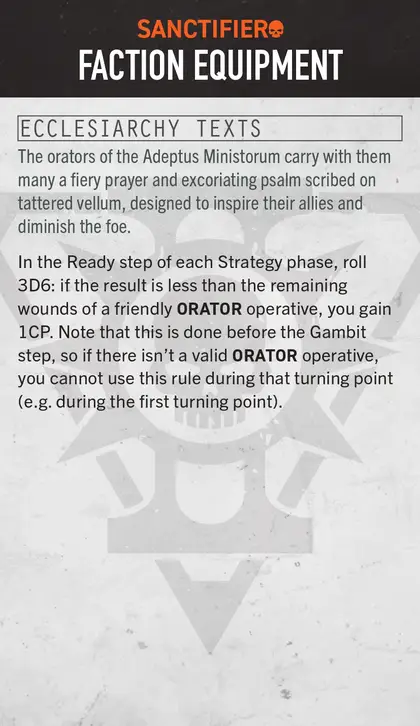 SANCTIFIER
FACTION EQUIPMENT
ECCLESIARCHY TEXTS
The orators of the Adeptus Ministorum carry with them
many a fiery prayer and excoriating psalm scribed on
tattered vellum, designed to inspire their allies and
diminish the foe.
In the Ready step of each Strategy phase, roll
3D6: if the result is less than the remaining
wounds of a friendly ORATOR operative, you gain
1CP. Note that this is done before the Gambit
step, so if there isn't a valid ORATOR operative,
you cannot use this rule during that turning point
(e.g. during the first turning point).